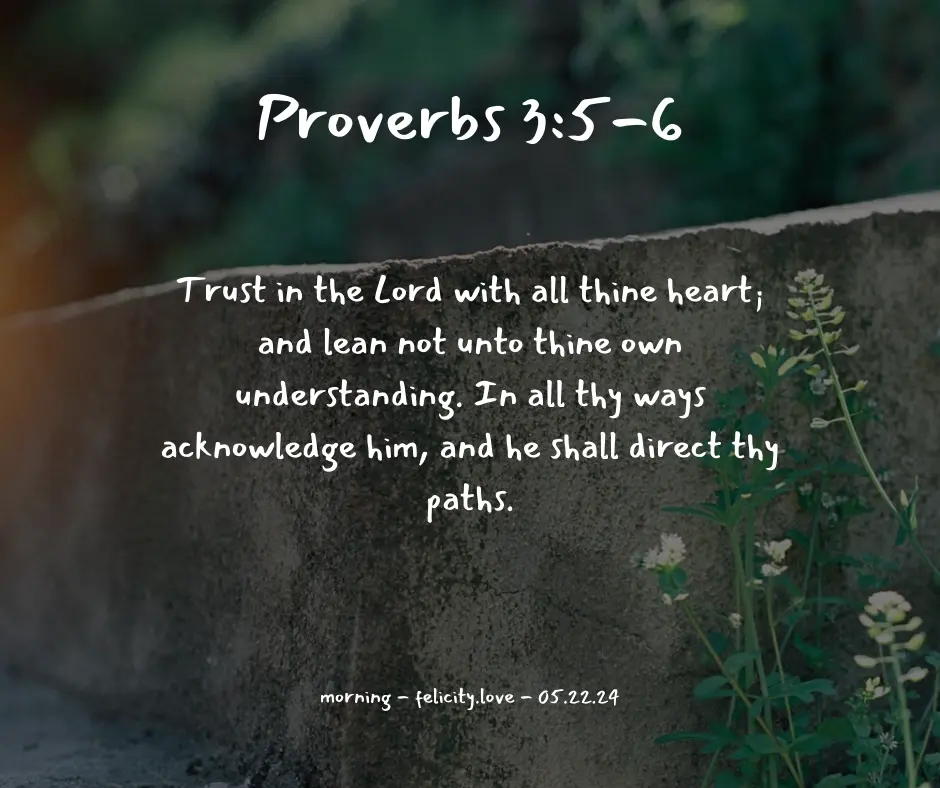 Proverbs 3:5-6
Trust in the Lord with all thine heart;
and lean not unto thine own
understanding. In all thy ways
acknowledge him, and he shall direct thy
paths.
morning - felicity.love - 05.22.24